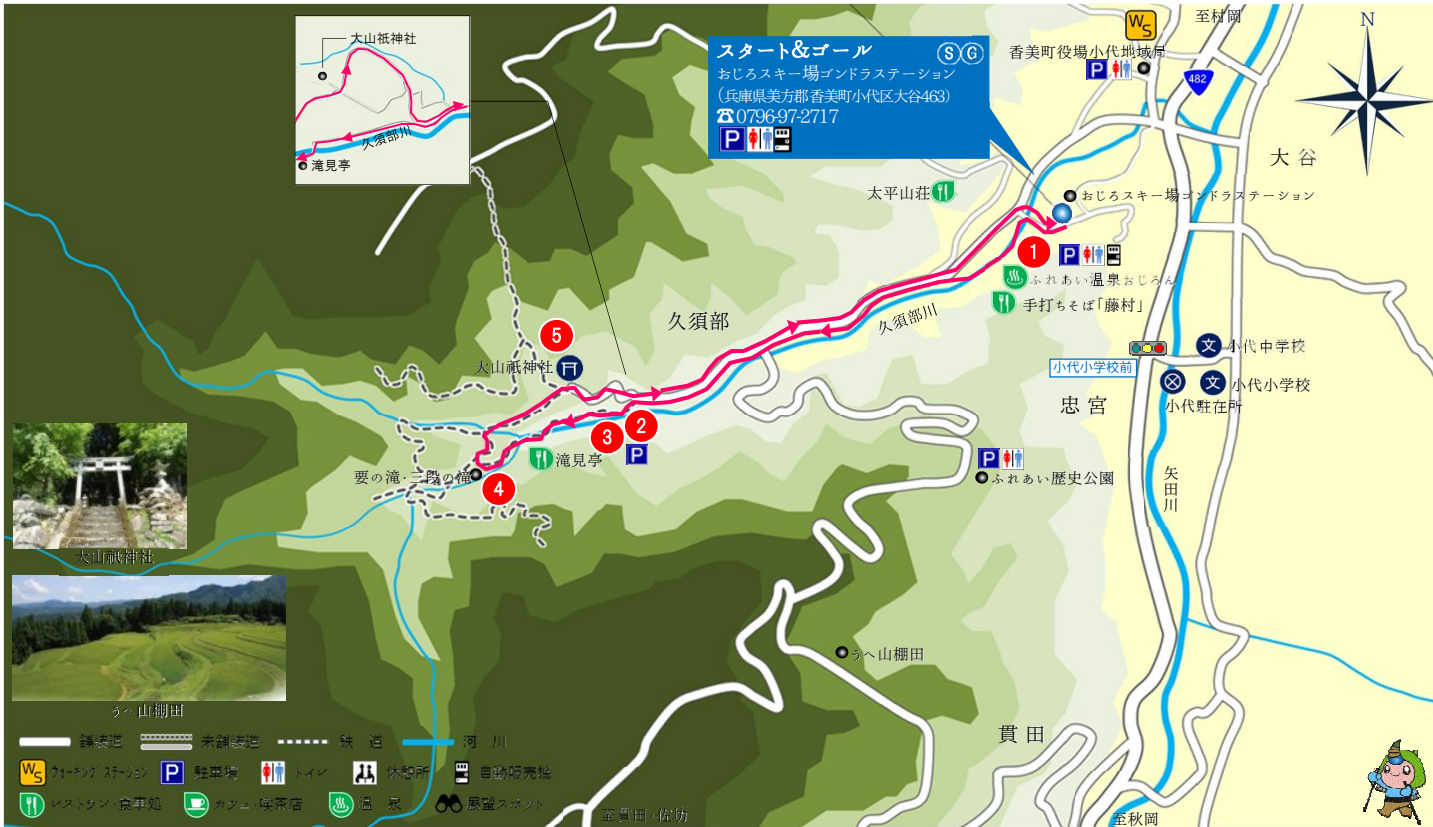 大山祇神社
久須部川
滝見亭
スタート&ゴール
S G
おじろスキー場ゴンドラステーション
(兵庫県美方郡香美町小代区大谷463)
☎0796-97-2717
P
WS
至村岡
香美町役場小代地域局
P
482
N
大谷
太平山荘
おじろスキー場ゴンドラステーション
1
P
ふれあい温泉おじろん
手打ちそば「藤村」
久須部
久須部川
5
大山祇神社
小代小学校前
文
小代中学校
文
小代小学校
小代駐在所
忠宮
2
3
P
滝見亭
要の滝・三段の滝
4
P
ふれあい歴史公園
矢田川
大山祇神社
うへ山棚田
うへ山棚田
貫田
舗装道
未舗装道
鉄道
河川
WS
ウォーキングステーション
P
駐車場
トイレ
休憩所
自動販売機
レストラン・食事処
カフェ・喫茶店
温泉
展望スポット
至貫田・佐坊
至秋岡